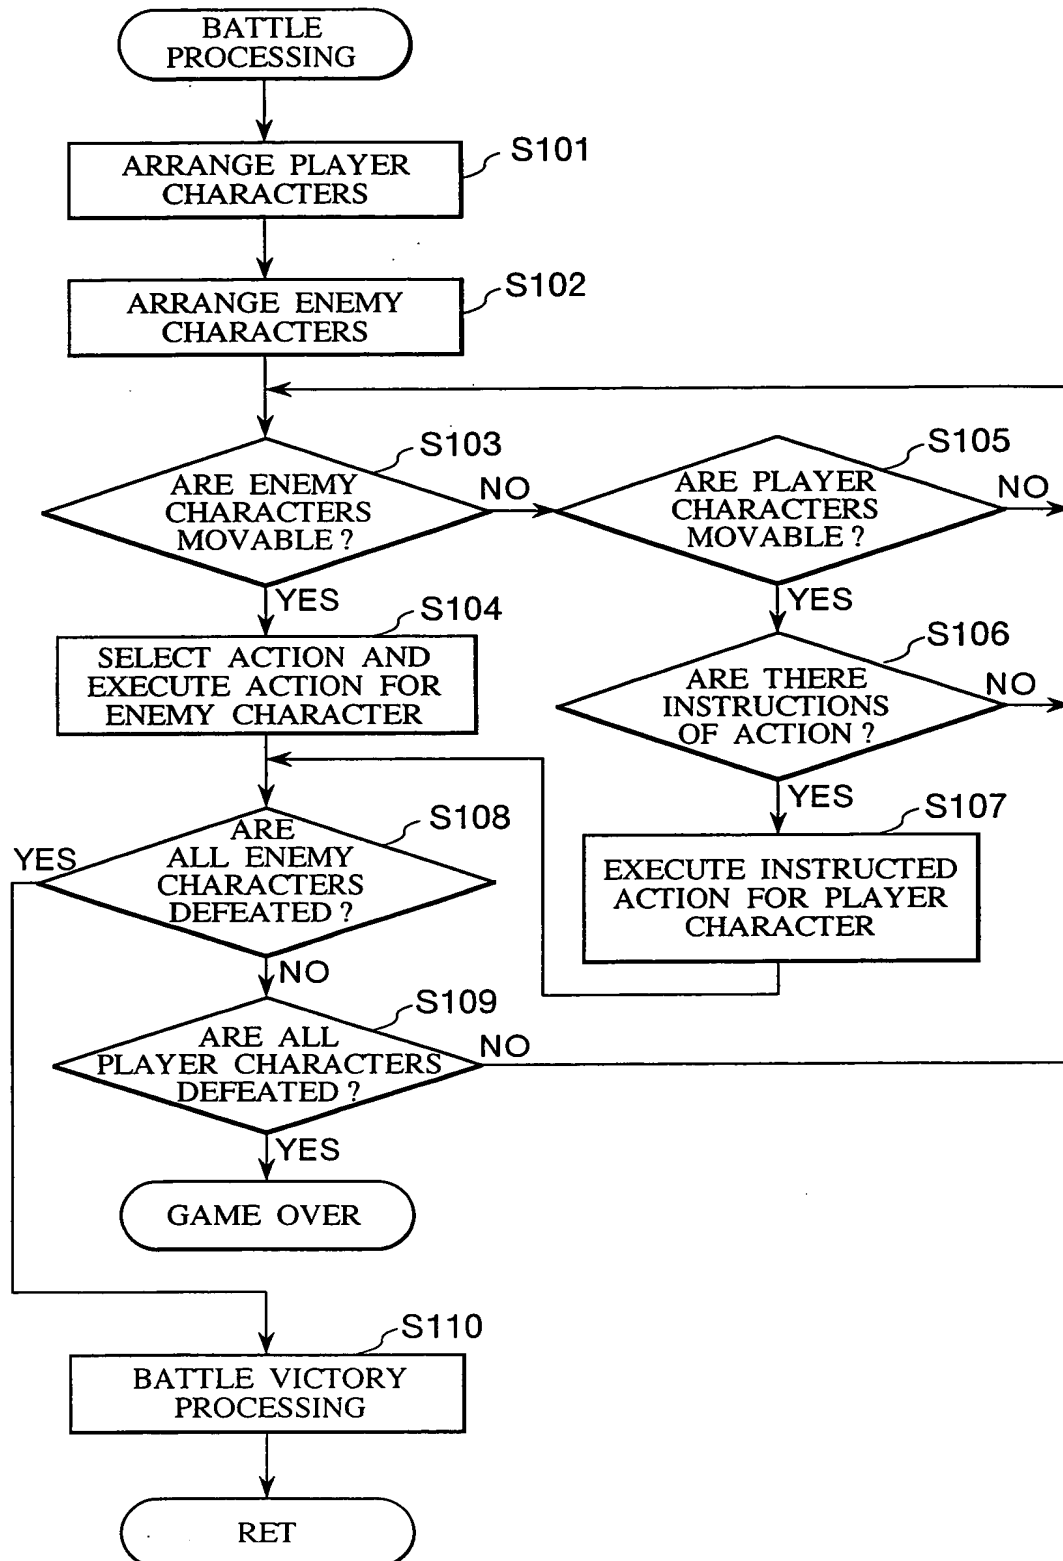 BATTLE
PROCESSING
ARRANGE PLAYER
CHARACTERS
S101
ARRANGE ENEMY
CHARACTERS
S102
S103
ARE ENEMY
CHARACTERS
MOVABLE ?
NO
YES
S105
ARE PLAYER
CHARACTERS
MOVABLE ?
NO
YES
S104
SELECT ACTION AND
EXECUTE ACTION FOR
ENEMY CHARACTER
S106
ARE THERE
INSTRUCTIONS
OF ACTION ?
NO
YES
S107
EXECUTE INSTRUCTED
ACTION FOR PLAYER
CHARACTER
S108
ARE
ALL ENEMY
CHARACTERS
DEFEATED ?
YES
NO
S109
ARE ALL
PLAYER CHARACTERS
DEFEATED ?
NO
YES
GAME OVER
S110
BATTLE VICTORY
PROCESSING
RET